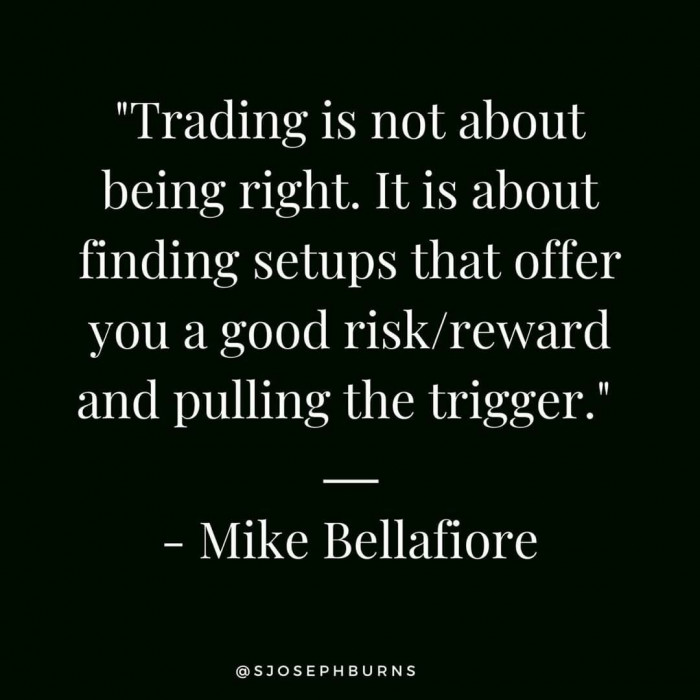 "Trading is not about
being right. It is about
finding setups that offer
you a good risk/reward
and pulling the trigger."
- Mike Bellafiore
@SJOSEPHBURNS